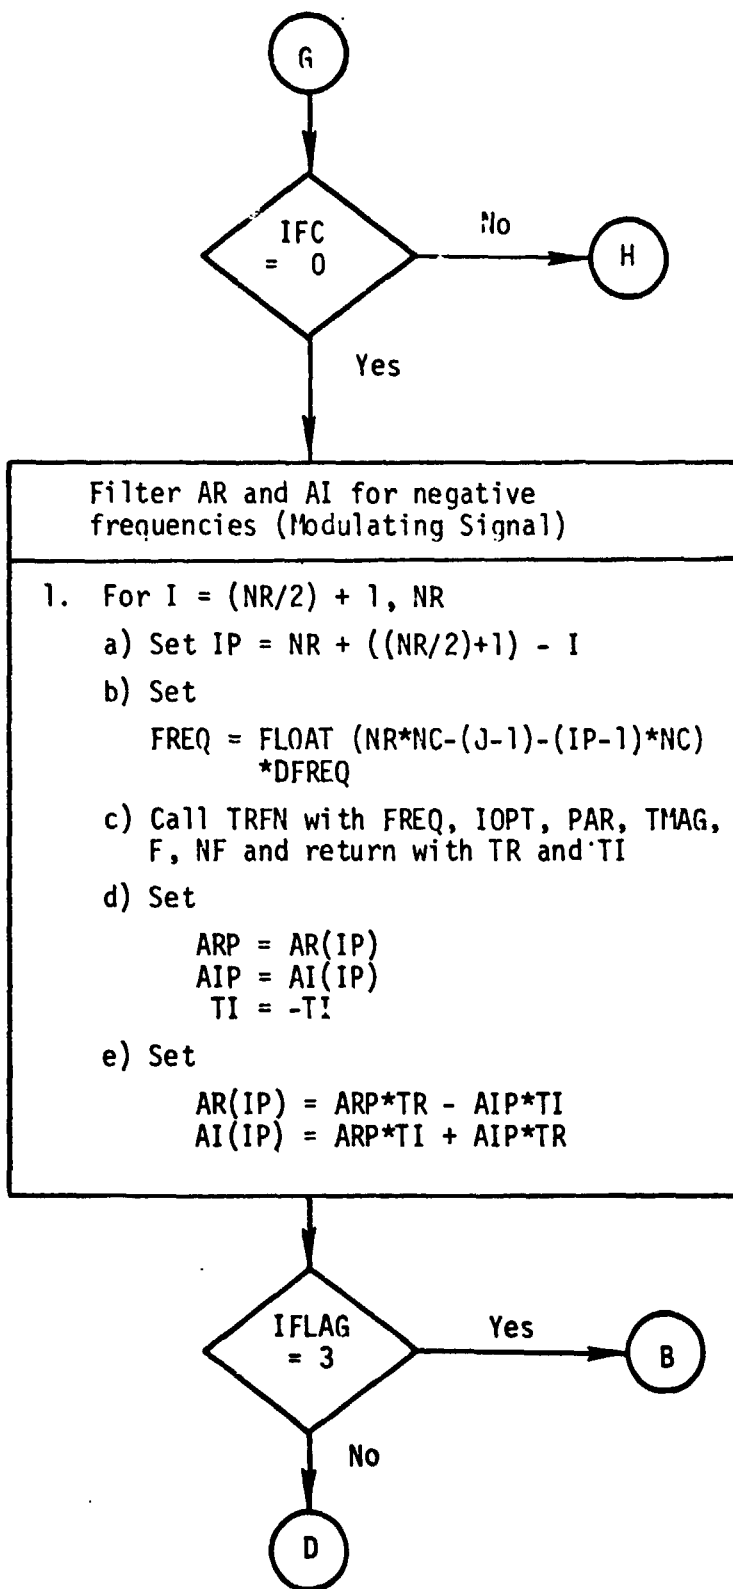 G
IFC
= 0
No
H
Yes
Filter AR and AI for negative
frequencies (Modulating Signal)
1. For I = (NR/2) + 1, NR
a) Set IP = NR + ((NR/2)+1) - I
b) Set
FREQ = FLOAT (NR*NC-(J-1)-(IP-1)*NC)
*DFREQ
c) Call TRFN with FREQ, IOPT, PAR, TMAG,
F, NF and return with TR and TI
d) Set
ARP = AR(IP)
AIP = AI(IP)
TI = -TI
e) Set
AR(IP) = ARP*TR - AIP*TI
AI(IP) = ARP*TI + AIP*TR
IFLAG
= 3
Yes
B
No
D